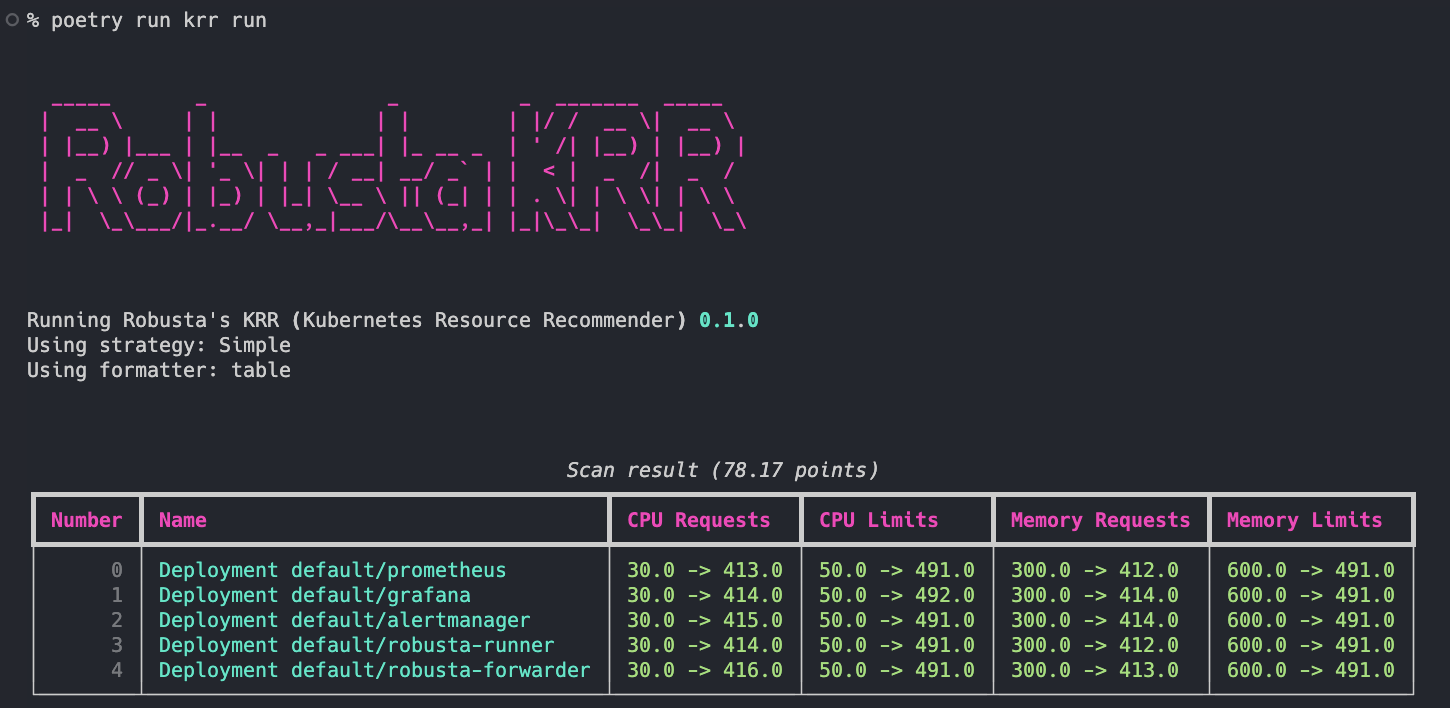 % poetry run krr run
Robusta KRR
Running Robusta's KRR (Kubernetes Resource Recommender) 0.1.0
Using strategy: Simple
Using formatter: table
Scan result (78.17 points)
Number Name CPU Requests CPU Limits Memory Requests Memory Limits
0 Deployment default/prometheus 30.0 -> 413.0 50.0 -> 491.0 300.0 -> 412.0 600.0 -> 491.0
1 Deployment default/grafana 30.0 -> 414.0 50.0 -> 492.0 300.0 -> 414.0 600.0 -> 491.0
2 Deployment default/alertmanager 30.0 -> 415.0 50.0 -> 491.0 300.0 -> 414.0 600.0 -> 491.0
3 Deployment default/robusta-runner 30.0 -> 414.0 50.0 -> 491.0 300.0 -> 412.0 600.0 -> 491.0
4 Deployment default/robusta-forwarder 30.0 -> 416.0 50.0 -> 491.0 300.0 -> 413.0 600.0 -> 491.0